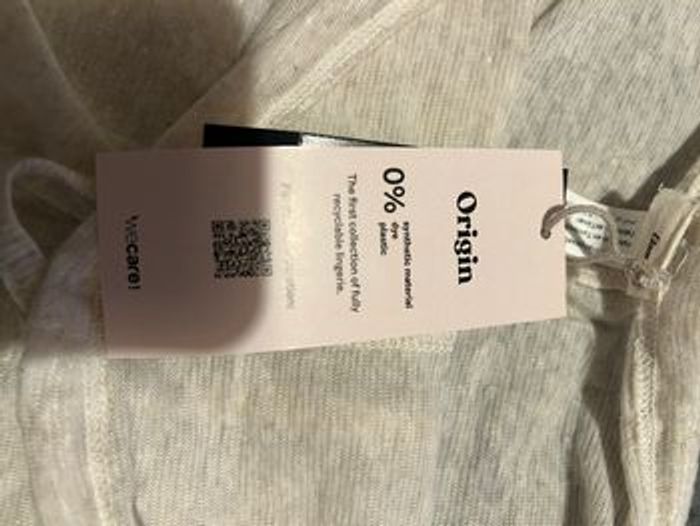 Origin
0%
synthetic material
dye
plastic
The first collection of fully
recyclable lingerie.
wecare!